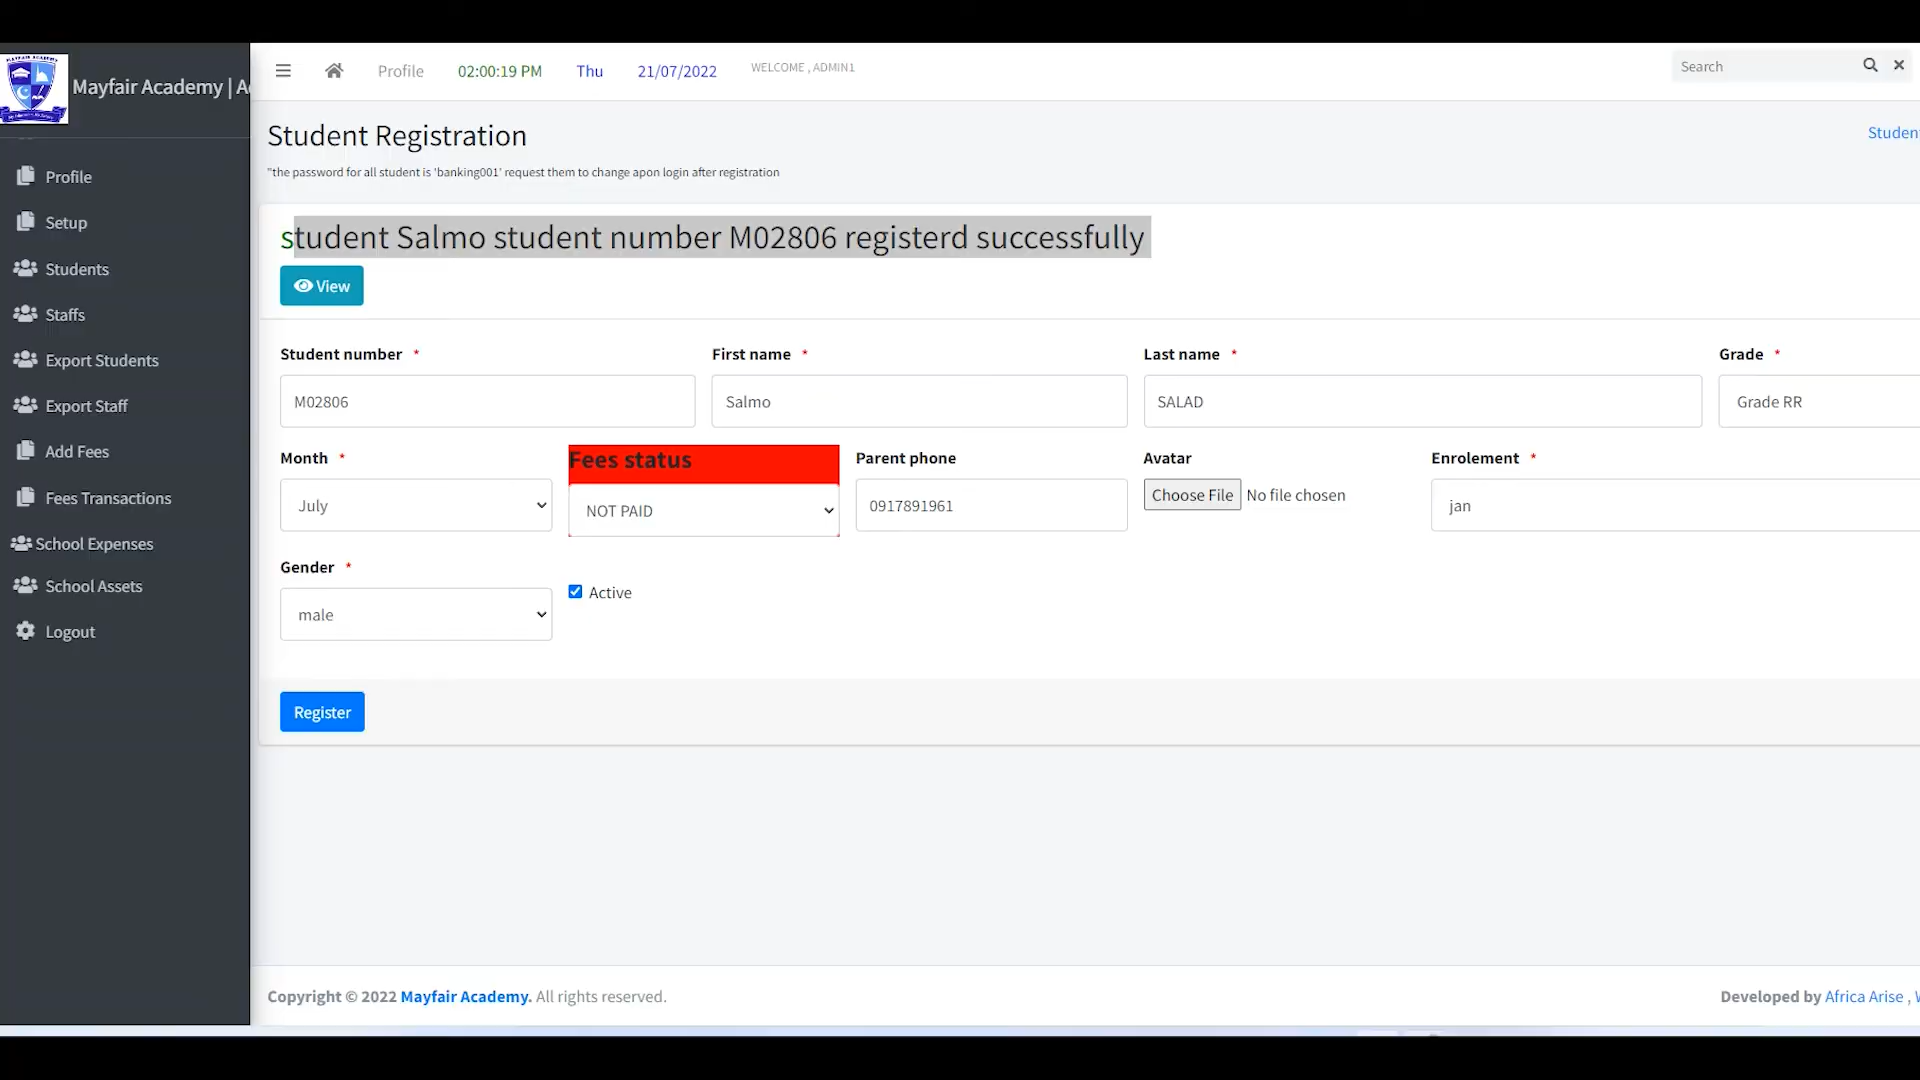 Mayfair Academy | A
Profile
02:00:19 PM
Thu
21/07/2022
WELCOME , ADMIN1
Search
Profile
Setup
Students
Staffs
Export Students
Export Staff
Add Fees
Fees Transactions
School Expenses
School Assets
Logout
Student Registration
Studen
"the password for all student is 'banking001' request them to change apon login after registration
student Salmo student number M02806 registerd successfully
View
Student number *
First name *
Last name *
Grade *
M02806
Salmo
SALAD
Grade RR
Month *
Fees status
Parent phone
Avatar
Enrolement *
July
NOT PAID
0917891961
Choose File No file chosen
jan
Gender *
male
Active
Register
Copyright © 2022 Mayfair Academy. All rights reserved.
Developed by Africa Arise ,